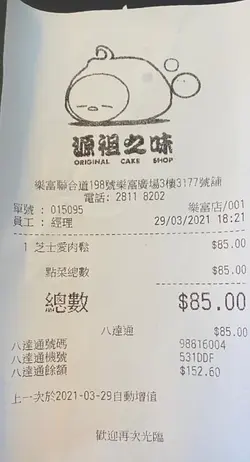 源祖之味
ORIGINAL CAKE SHOP
樂富聯合道198號樂富廣場3樓3177號舖
電話: 2811 8202
單號 : 015095 樂富店/001
員工 : 經理 29/03/2021 18:21
1 芝士愛肉鬆 $85.00
點菜總數 $85.00
總數 $85.00
八達通 $85.00
八達通號碼 98616004
八達通機號 531DDF
八達通餘額 $152.60
上一次於2021-03-29自動增值
歡迎再次光臨